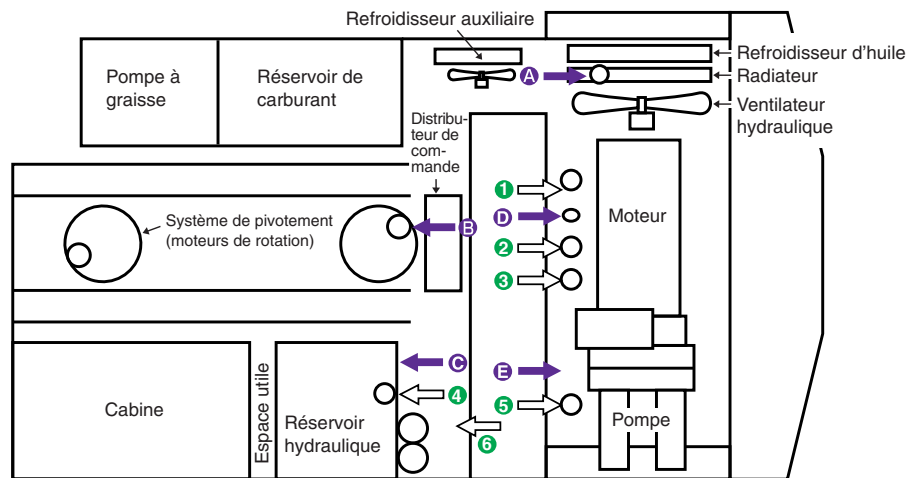 Refroidisseur auxiliaire
Refroidisseur d'huile
Radiateur
Ventilateur
hydraulique
Pompe à
graisse
Réservoir de
carburant
A
Distribu-
teur de
com-
mande
1
D
2
3
Moteur
Système de pivotement
(moteurs de rotation)
B
C
E
4
5
6
Cabine
Espace utile
Réservoir
hydraulique
Pompe